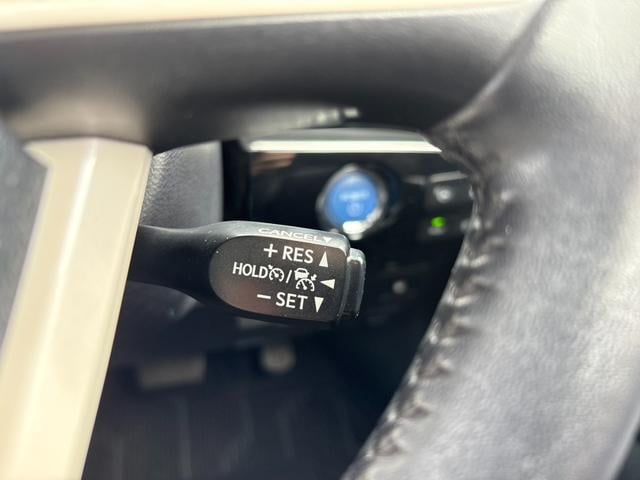 CANCEL
+ RES
HOLD /
− SET